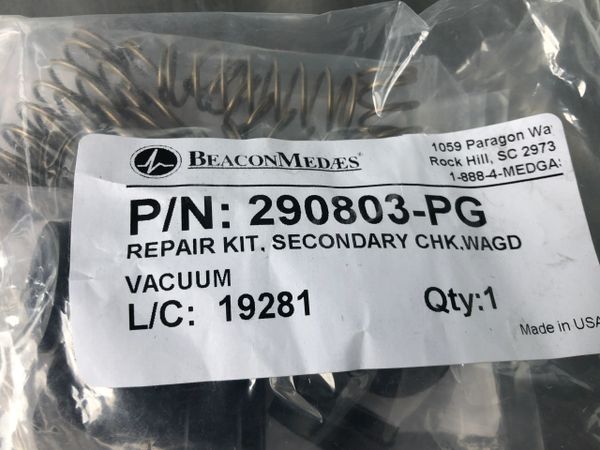 BEACONMEDÆS
1059 Paragon Wa
Rock Hill, SC 2973
1-888-4-MEDGA
P/N: 290803-PG
REPAIR KIT, SECONDARY CHK,WAGD
VACUUM
L/C: 19281 Qty:1
Made in USA